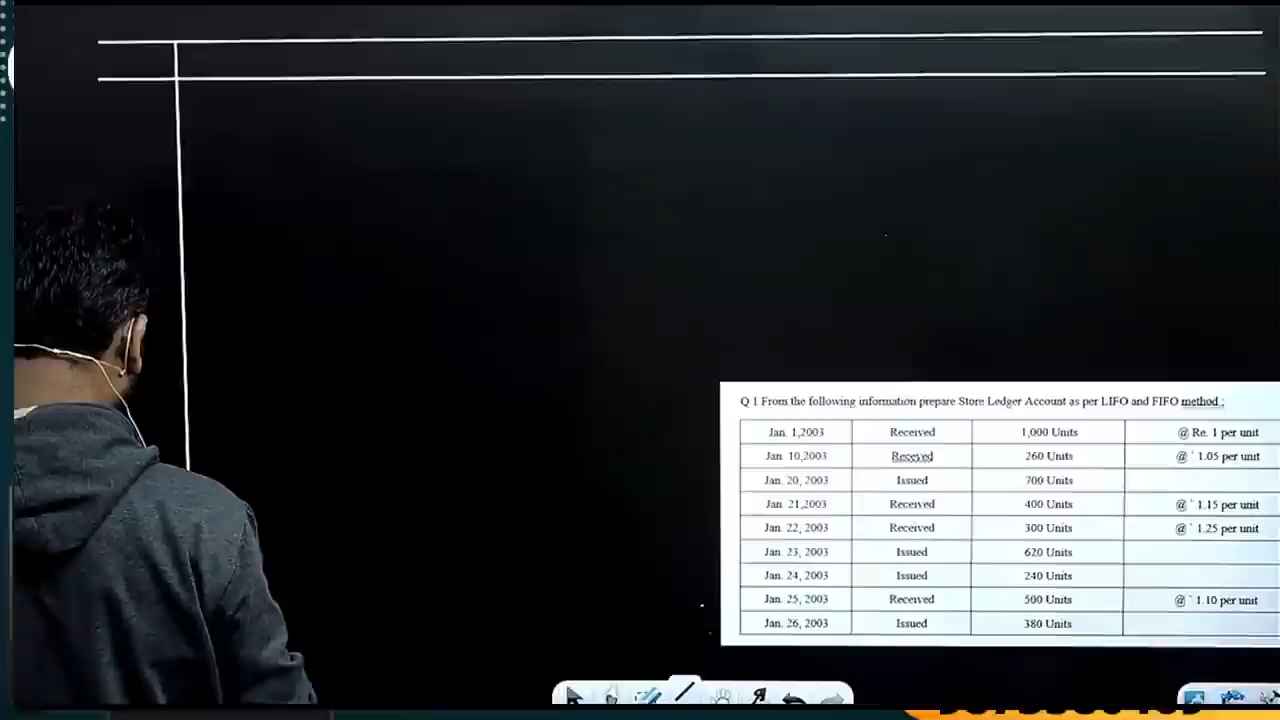 Q 1 From the following information prepare Store Ledger Account as per LIFO and FIFO method ;
Jan. 1,2003 Received 1,000 Units @ Re. 1 per unit
Jan. 10,2003 Receved 260 Units @ ` 1.05 per unit
Jan. 20, 2003 Issued 700 Units
Jan. 21,2003 Received 400 Units @ ` 1.15 per unit
Jan. 22, 2003 Received 300 Units @ ` 1.25 per unit
Jan. 23, 2003 Issued 620 Units
Jan. 24, 2003 Issued 240 Units
Jan. 25, 2003 Received 500 Units @ ` 1.10 per unit
Jan. 26, 2003 Issued 380 Units